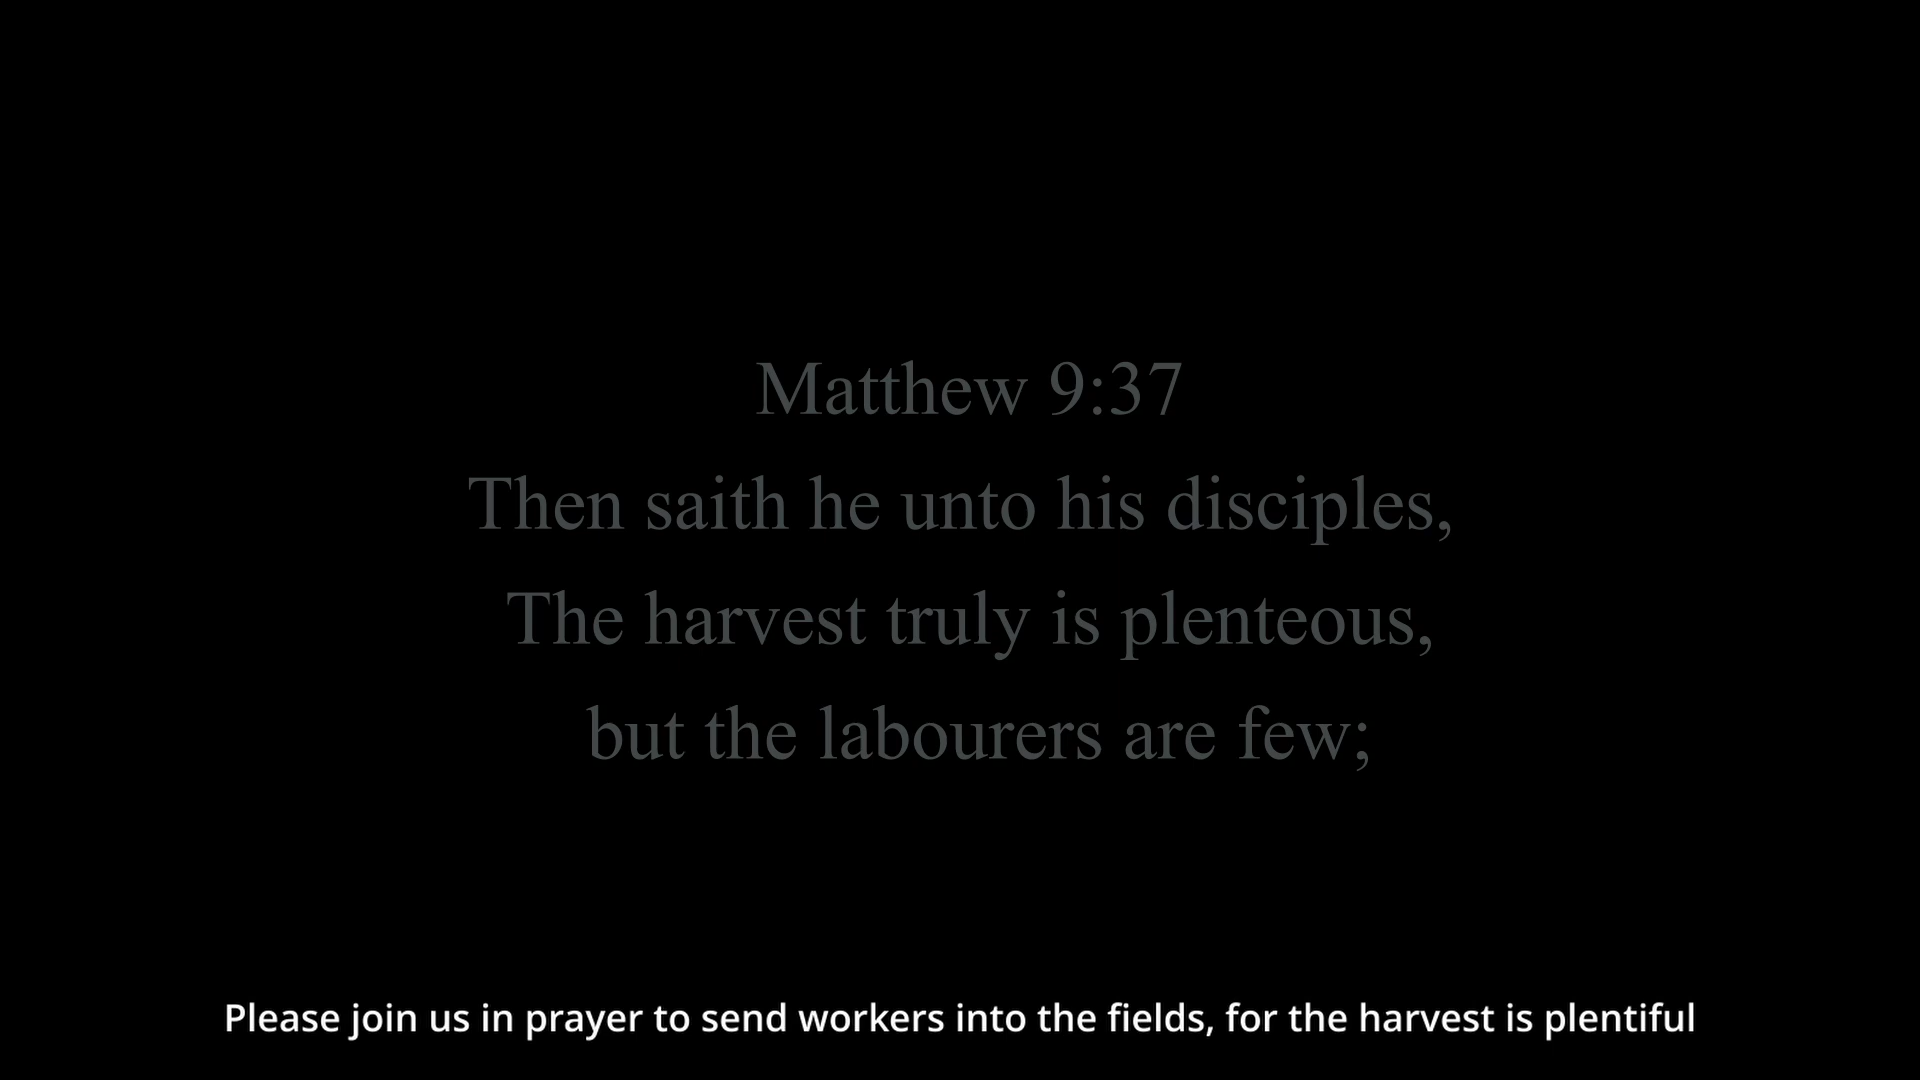 Matthew 9:37
Then saith he unto his disciples,
The harvest truly is plenteous,
but the labourers are few;
Please join us in prayer to send workers into the fields, for the harvest is plentiful